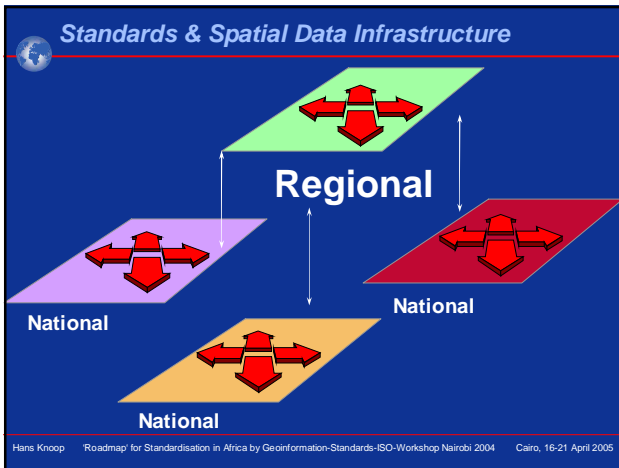 Standards & Spatial Data Infrastructure
Regional
National
National
National
Hans Knoop 'Roadmap' for Standardisation in Africa by Geoinformation-Standards-ISO-Workshop Nairobi 2004 Cairo, 16-21 April 2005